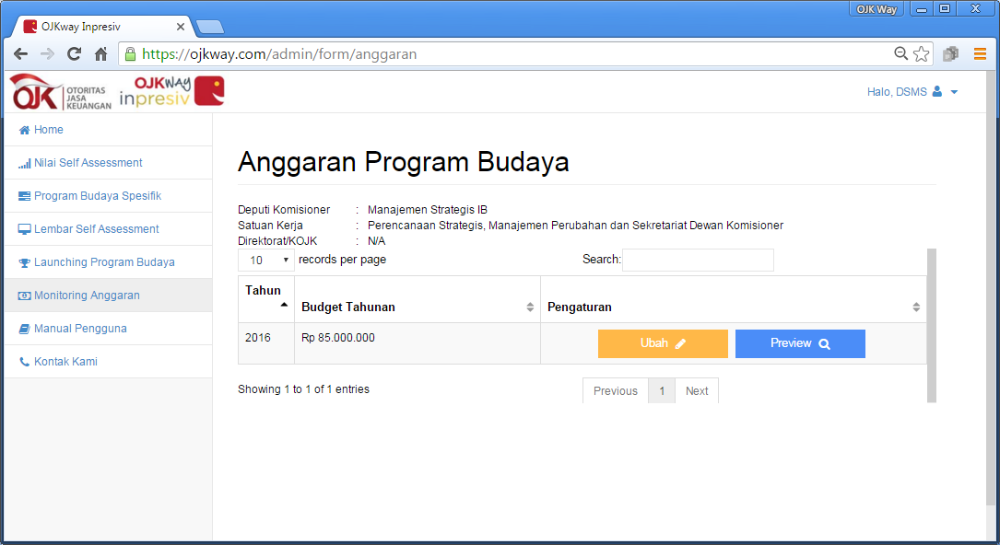 OJK Way
OJKway Inpresiv
https://ojkway.com/admin/form/anggaran
OJK OTORITAS JASA KEUANGAN
OJKWAY inpresiv
Halo, DSMS
Home
Nilai Self Assessment
Program Budaya Spesifik
Lembar Self Assessment
Launching Program Budaya
Monitoring Anggaran
Manual Pengguna
Kontak Kami
Anggaran Program Budaya
Deputi Komisioner : Manajemen Strategis IB
Satuan Kerja : Perencanaan Strategis, Manajemen Perubahan dan Sekretariat Dewan Komisioner
Direktorat/KOJK : N/A
10 records per page Search:
Tahun Budget Tahunan Pengaturan
2016 Rp 85.000.000 Ubah Preview
Showing 1 to 1 of 1 entries Previous 1 Next